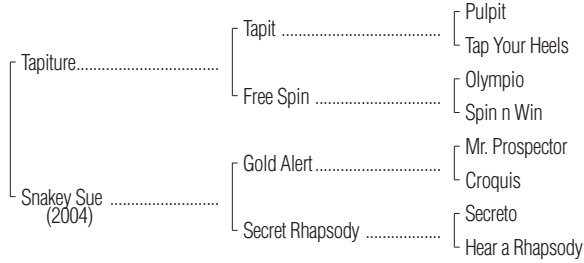 Pulpit
Tapit ........................................
Tap Your Heels
Tapiture....................................
Olympio
Free Spin ................................
Spin n Win
Mr. Prospector
Gold Alert................................
Croquis
Snakey Sue ...........................
(2004)
Secreto
Secret Rhapsody ...................
Hear a Rhapsody